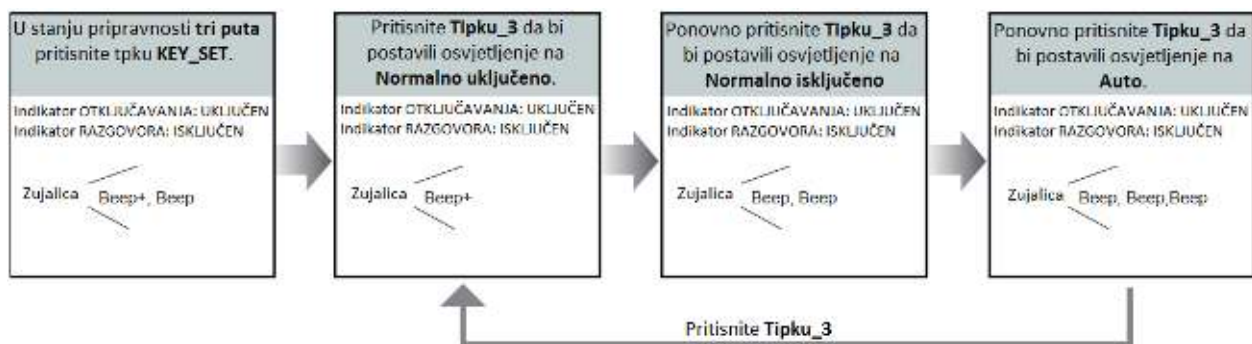 U stanju pripravnosti tri puta
pritisnite tpku KEY_SET.
Indikator OTKLJUČAVANJA: UKLJUČEN
Indikator RAZGOVORA: ISKLJUČEN
Zujalica
Beep+, Beep
Pritisnite Tipku_3 da bi
postavili osvjetljenje na
Normalno uključeno.
Indikator OTKLJUČAVANJA: UKLJUČEN
Indikator RAZGOVORA: ISKLJUČEN
Zujalica
Beep+
Ponovno pritisnite Tipku_3 da
bi postavili osvjetljenje na
Normalno isključeno
Indikator OTKLJUČAVANJA: UKLJUČEN
Indikator RAZGOVORA: ISKLJUČEN
Zujalica
Beep, Beep
Ponovno pritisnite Tipku_3 da
bi postavili osvjetljenje na
Auto.
Indikator OTKLJUČAVANJA: UKLJUČEN
Indikator RAZGOVORA: ISKLJUČEN
Zujalica
Beep, Beep,Beep
Pritisnite Tipku_3